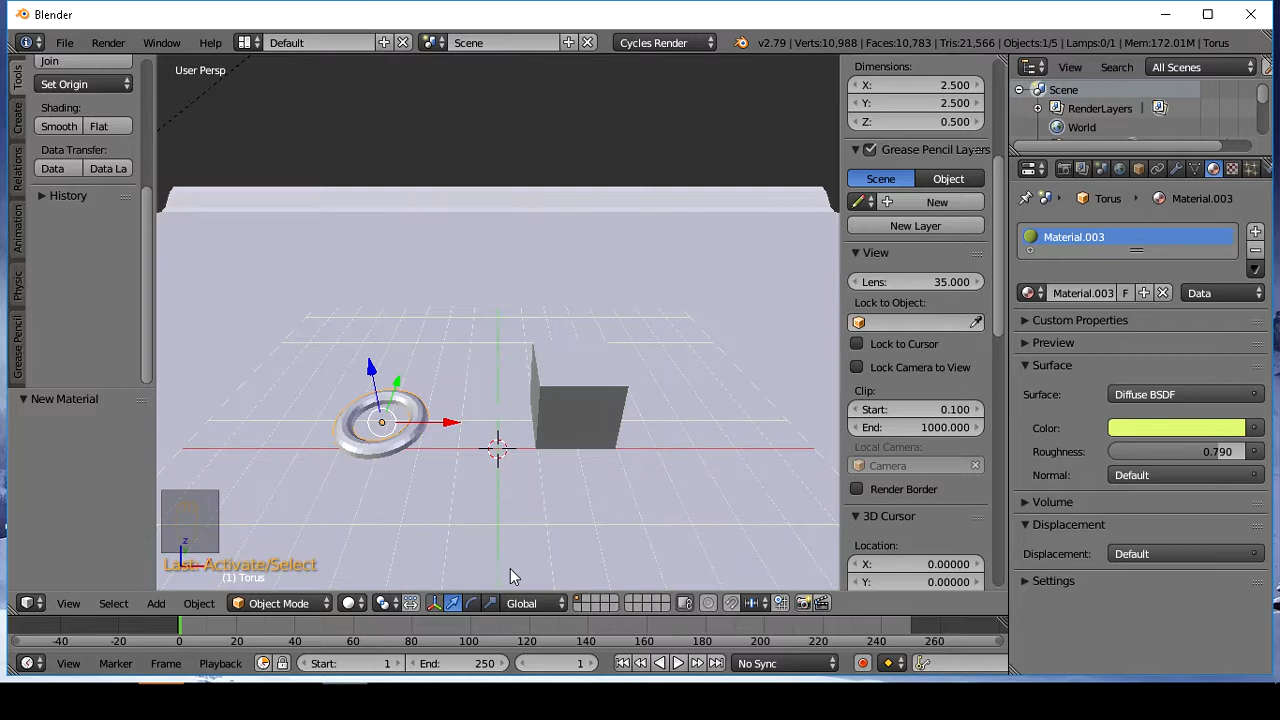 Blender
File Render Window Help Default Scene Cycles Render v2.79 | Verts:10,988 | Faces:10,783 | Tris:21,566 | Objects:1/5 | Lamps:0/1 | Mem:172.01M | Torus
Join
Set Origin
Shading:
Smooth Flat
Data Transfer:
Data Data La
History
New Material
Tools
Create
Relations
Animation
Physic
Grease Pencil
User Persp
z
Last: Activate/Select
(1) Torus
Dimensions:
X: 2.500
Y: 2.500
Z: 0.500
Grease Pencil Layers
Scene Object
New
New Layer
View
Lens: 35.000
Lock to Object:
Lock to Cursor
Lock Camera to View
Clip:
Start: 0.100
End: 1000.000
Local Camera:
Camera
Render Border
3D Cursor
Location:
X: 0.00000
Y: 0.00000
View Search All Scenes
Scene
RenderLayers
World
Torus Material.003
Material.003
Material.003 F Data
Custom Properties
Preview
Surface
Surface: Diffuse BSDF
Color:
Roughness: 0.790
Normal: Default
Volume
Displacement
Displacement: Default
Settings
View Select Add Object Object Mode Global
-40 -20 0 20 40 60 80 100 120 140 160 180 200 220 240 260
View Marker Frame Playback Start: 1 End: 250 1 No Sync